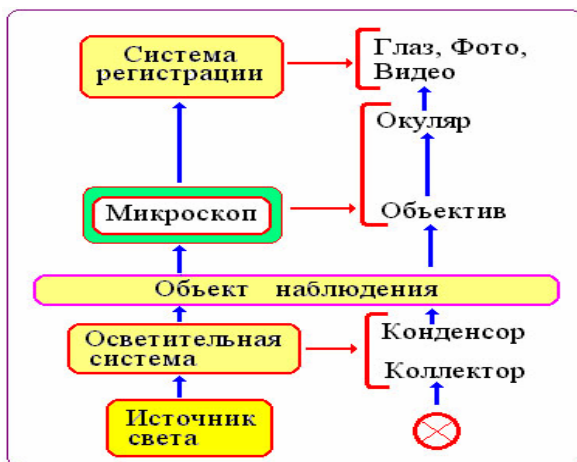 Система
регистрации
Глаз, Фото,
Видео
Окуляр
Микроскоп
Объектив
Объект наблюдения
Осветительная
система
Конденсор
Коллектор
Источник
света